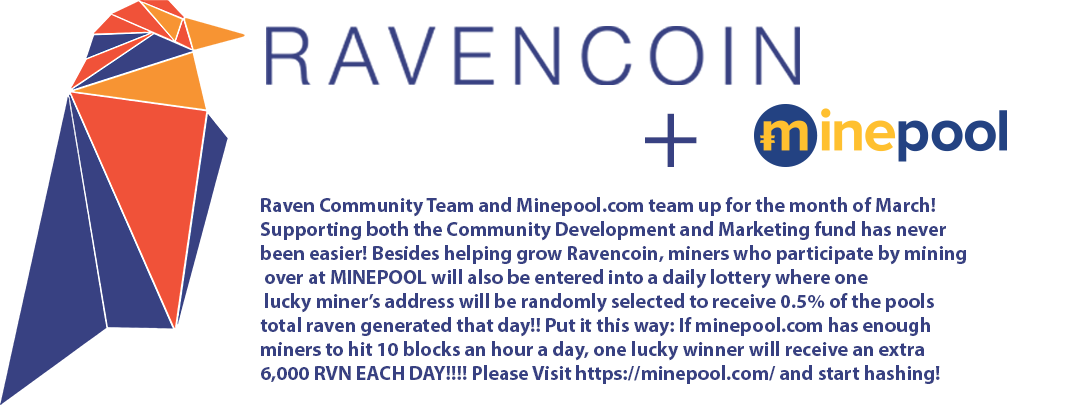 RAVENCOIN
+ minepool
Raven Community Team and Minepool.com team up for the month of March!
Supporting both the Community Development and Marketing fund has never
been easier! Besides helping grow Ravencoin, miners who participate by mining
over at MINEPOOL will also be entered into a daily lottery where one
lucky miner's address will be randomly selected to receive 0.5% of the pools
total raven generated that day!! Put it this way: If minepool.com has enough
miners to hit 10 blocks an hour a day, one lucky winner will receive an extra
6,000 RVN EACH DAY!!!! Please Visit https://minepool.com/ and start hashing!